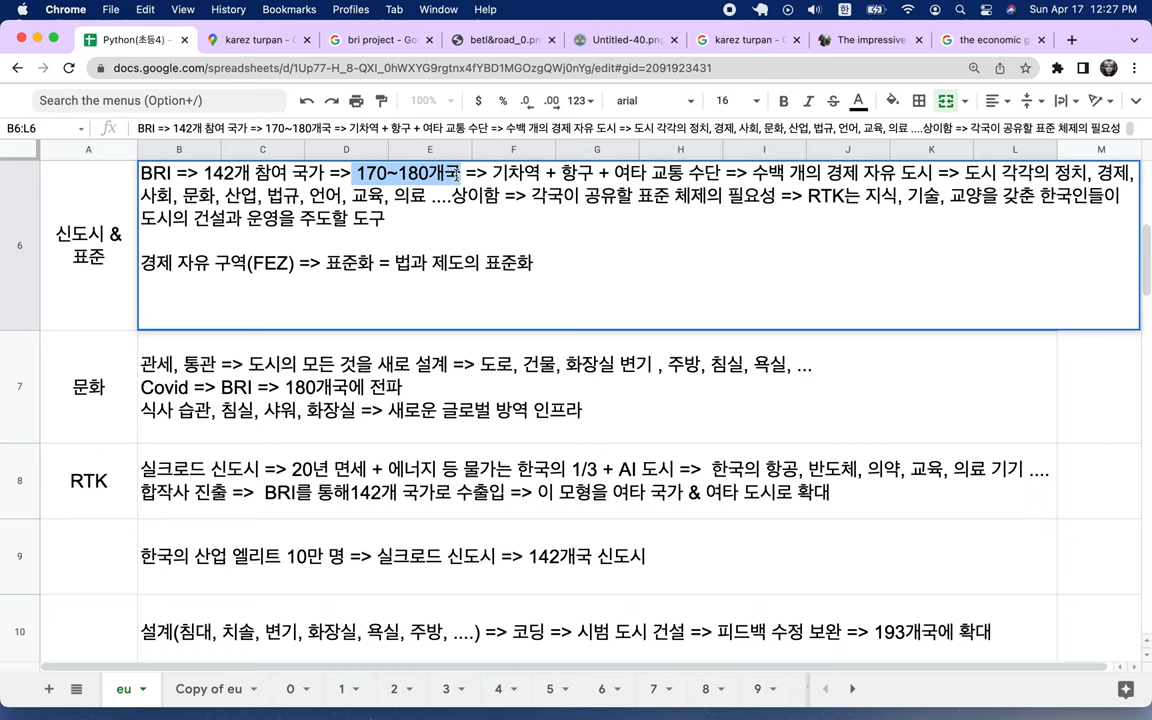 Chrome File Edit View History Bookmarks Profiles Tab Window Help 한 Sun Apr 17 12:27 PM
Python(초등4) - karez turpan - G bri project - Go betl&road_0.pn Untitled-40.png karez turpan - G The impressive the economic g
docs.google.com/spreadsheets/d/1Up77-H_8-QXI_0hWXYG9rgtnx4fYBD1MGOzgQWj0nYg/edit#gid=2091923431
Search the menus (Option+/) 100% $ % .0 .00 123 arial 16 B I S A
B6:L6 fx BRI => 142개 참여 국가 => 170~180개국 => 기차역 + 항구 + 여타 교통 수단 => 수백 개의 경제 자유 도시 => 도시 각각의 정치, 경제, 사회, 문화, 산업, 법규, 언어, 교육, 의료 ....상이함 => 각국이 공유할 표준 체제의 필요성
A B C D E F G H I J K L M
6 신도시 & 표준
BRI => 142개 참여 국가 => 170~180개국 => 기차역 + 항구 + 여타 교통 수단 => 수백 개의 경제 자유 도시 => 도시 각각의 정치, 경제,
사회, 문화, 산업, 법규, 언어, 교육, 의료 ....상이함 => 각국이 공유할 표준 체제의 필요성 => RTK는 지식, 기술, 교양을 갖춘 한국인들이
도시의 건설과 운영을 주도할 도구
경제 자유 구역(FEZ) => 표준화 = 법과 제도의 표준화
7 문화
관세, 통관 => 도시의 모든 것을 새로 설계 => 도로, 건물, 화장실 변기 , 주방, 침실, 욕실, ...
Covid => BRI => 180개국에 전파
식사 습관, 침실, 샤워, 화장실 => 새로운 글로벌 방역 인프라
8 RTK
실크로드 신도시 => 20년 면세 + 에너지 등 물가는 한국의 1/3 + AI 도시 => 한국의 항공, 반도체, 의약, 교육, 의료 기기 ....
합작사 진출 => BRI를 통해142개 국가로 수출입 => 이 모형을 여타 국가 & 여타 도시로 확대
9 한국의 산업 엘리트 10만 명 => 실크로드 신도시 => 142개국 신도시
10 설계(침대, 치솔, 변기, 화장실, 욕실, 주방, ....) => 코딩 => 시범 도시 건설 => 피드백 수정 보완 => 193개국에 확대
eu Copy of eu 0 1 2 3 4 5 6 7 8 9